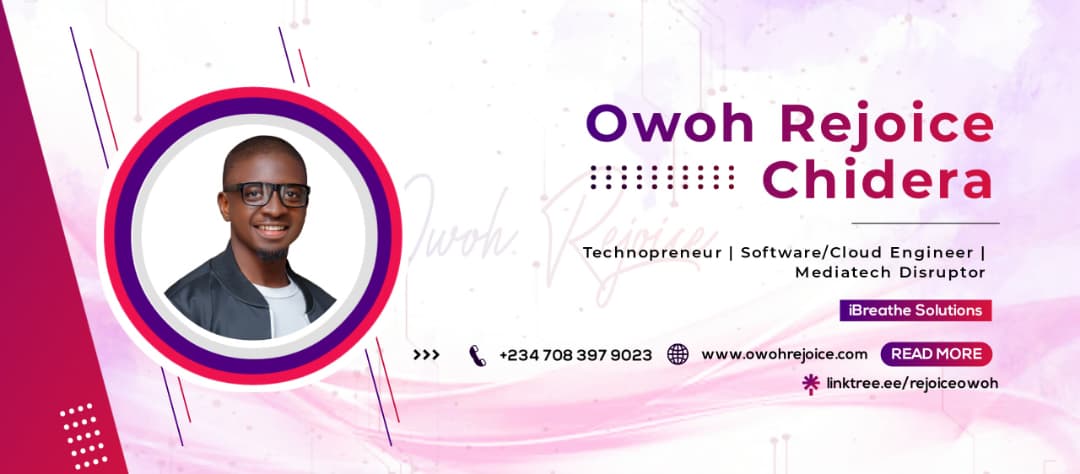 Owoh Rejoice
Chidera
Owoh Rejoice
Technopreneur | Software/Cloud Engineer |
Mediatech Disruptor
iBreathe Solutions
>>> +234 708 397 9023 www.owohrejoice.com READ MORE
linktree.ee/rejoiceowoh